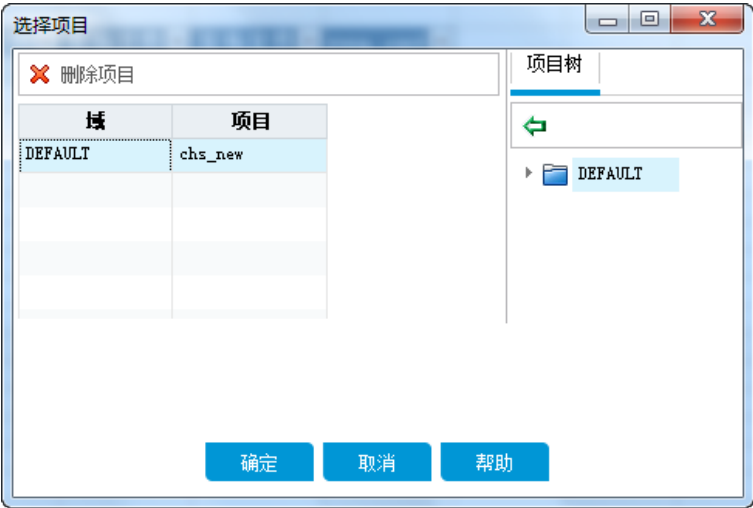 选择项目
删除项目
域 项目
DEFAULT chs_new
项目树
DEFAULT
确定 取消 帮助